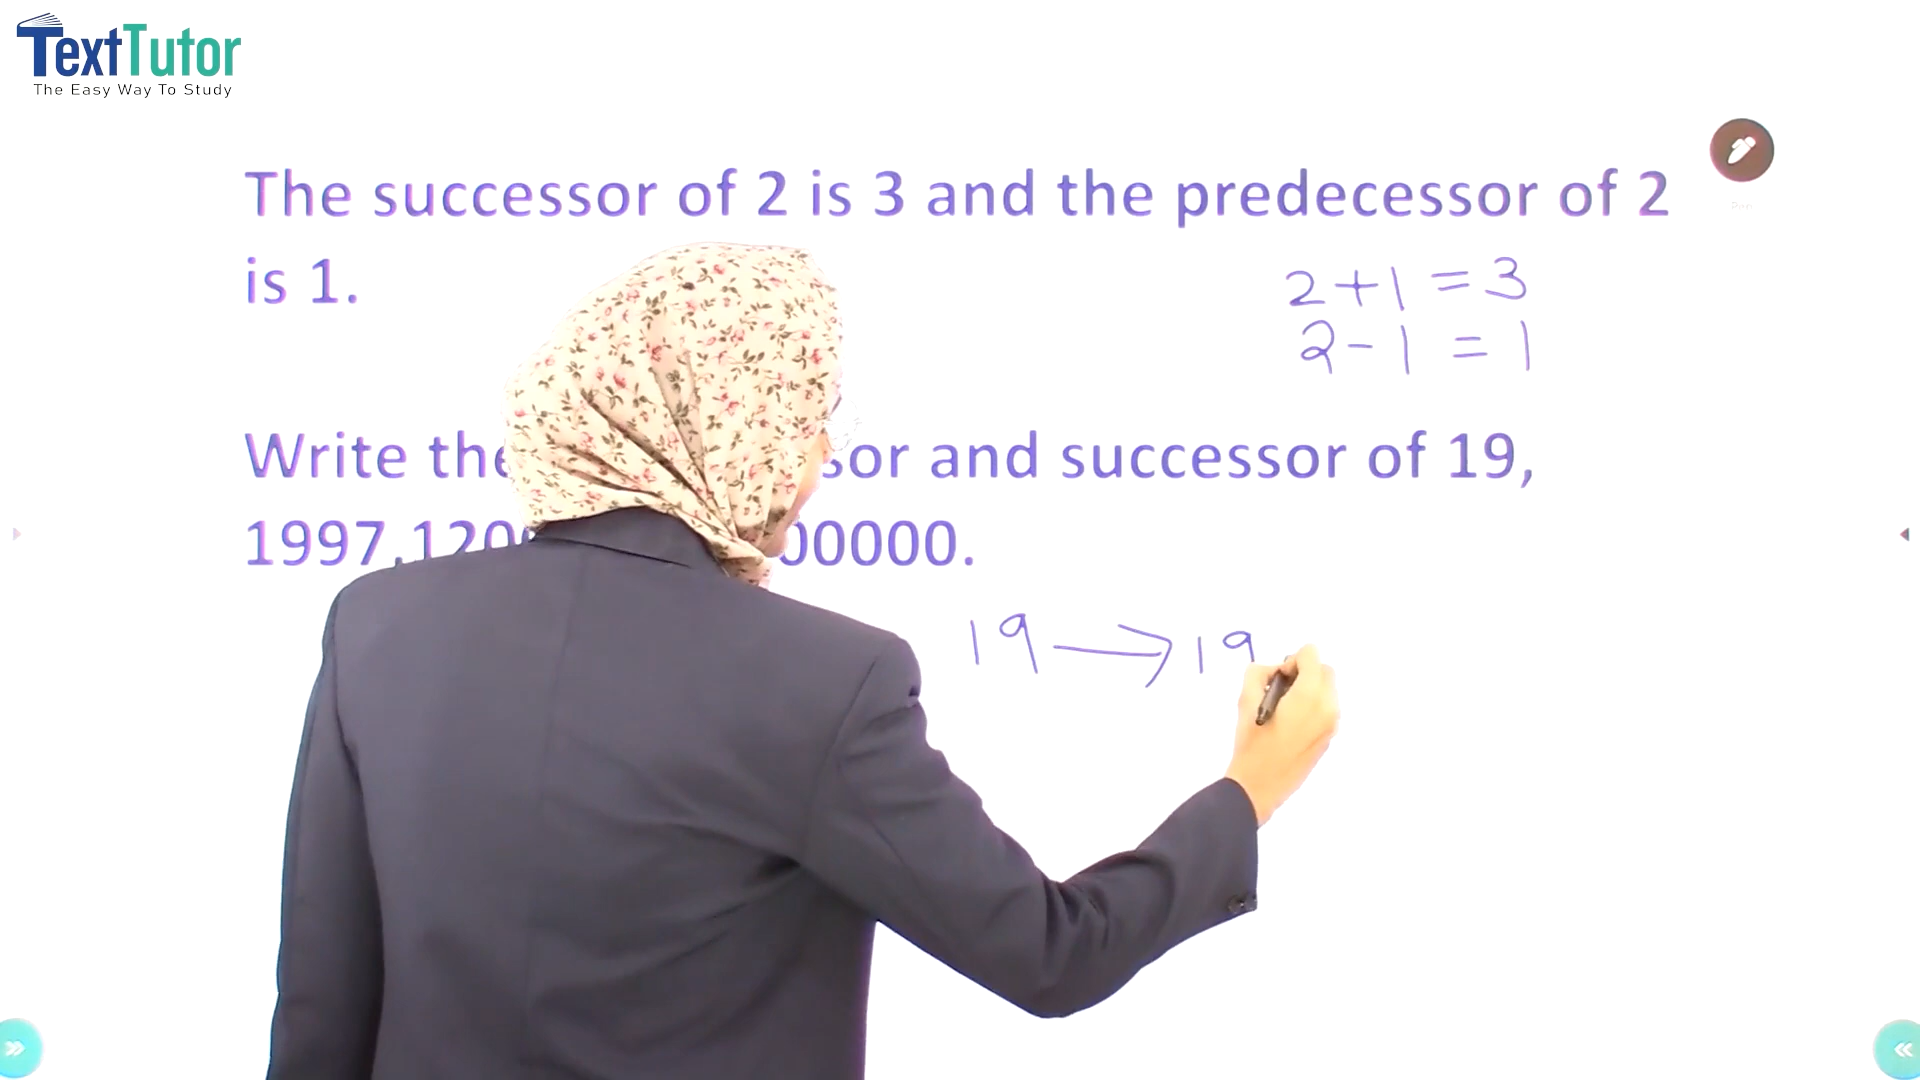 TextTutor
The Easy Way To Study
The successor of 2 is 3 and the predecessor of 2
is 1.
2+1 = 3
2-1 = 1
Write the sor and successor of 19,
1997,120 00000.
19 → 19